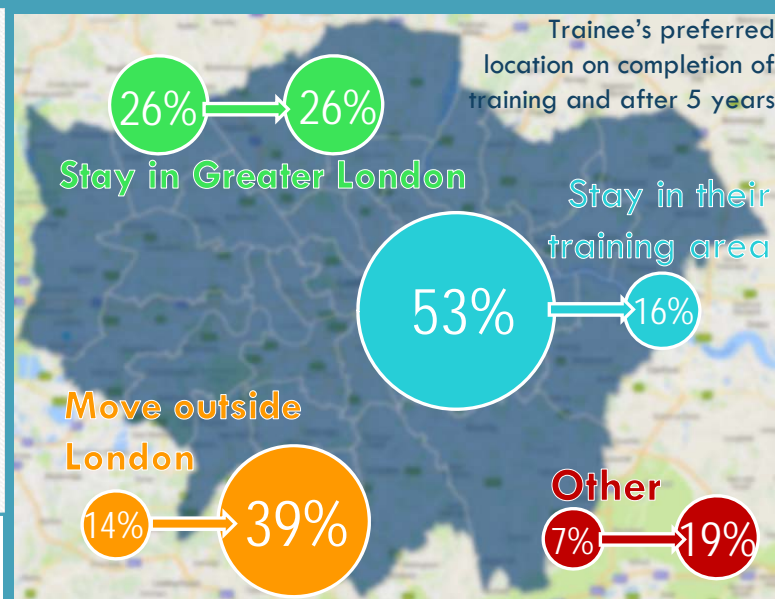 Trainee's preferred
location on completion of
training and after 5 years
26%
26%
Stay in Greater London
Stay in their
training area
53%
16%
Move outside
London
14%
39%
Other
7%
19%